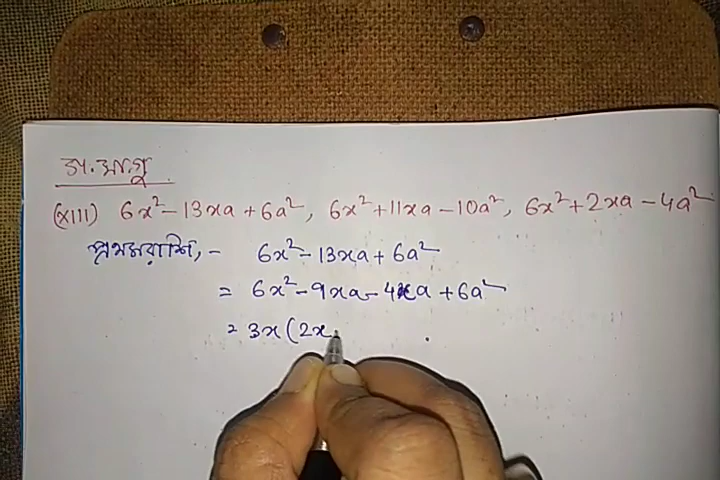 ল.সা.গু
(XIII) 6x² - 13xa + 6a², 6x² + 11xa - 10a², 6x² + 2xa - 4a²
প্রথমরাশি, - 6x² - 13xa + 6a²
= 6x² - 9xa - 4xa + 6a²
= 3x(2x